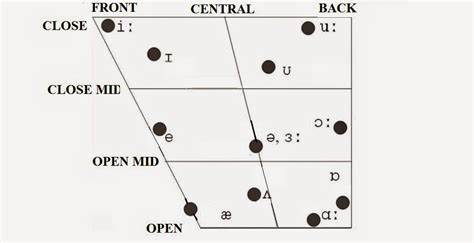 FRONT CENTRAL BACK
CLOSE iː uː
ɪ ʊ
CLOSE MID
e ə, ɜː ɔː
OPEN MID
ɒ
ʌ
æ ɑː
OPEN